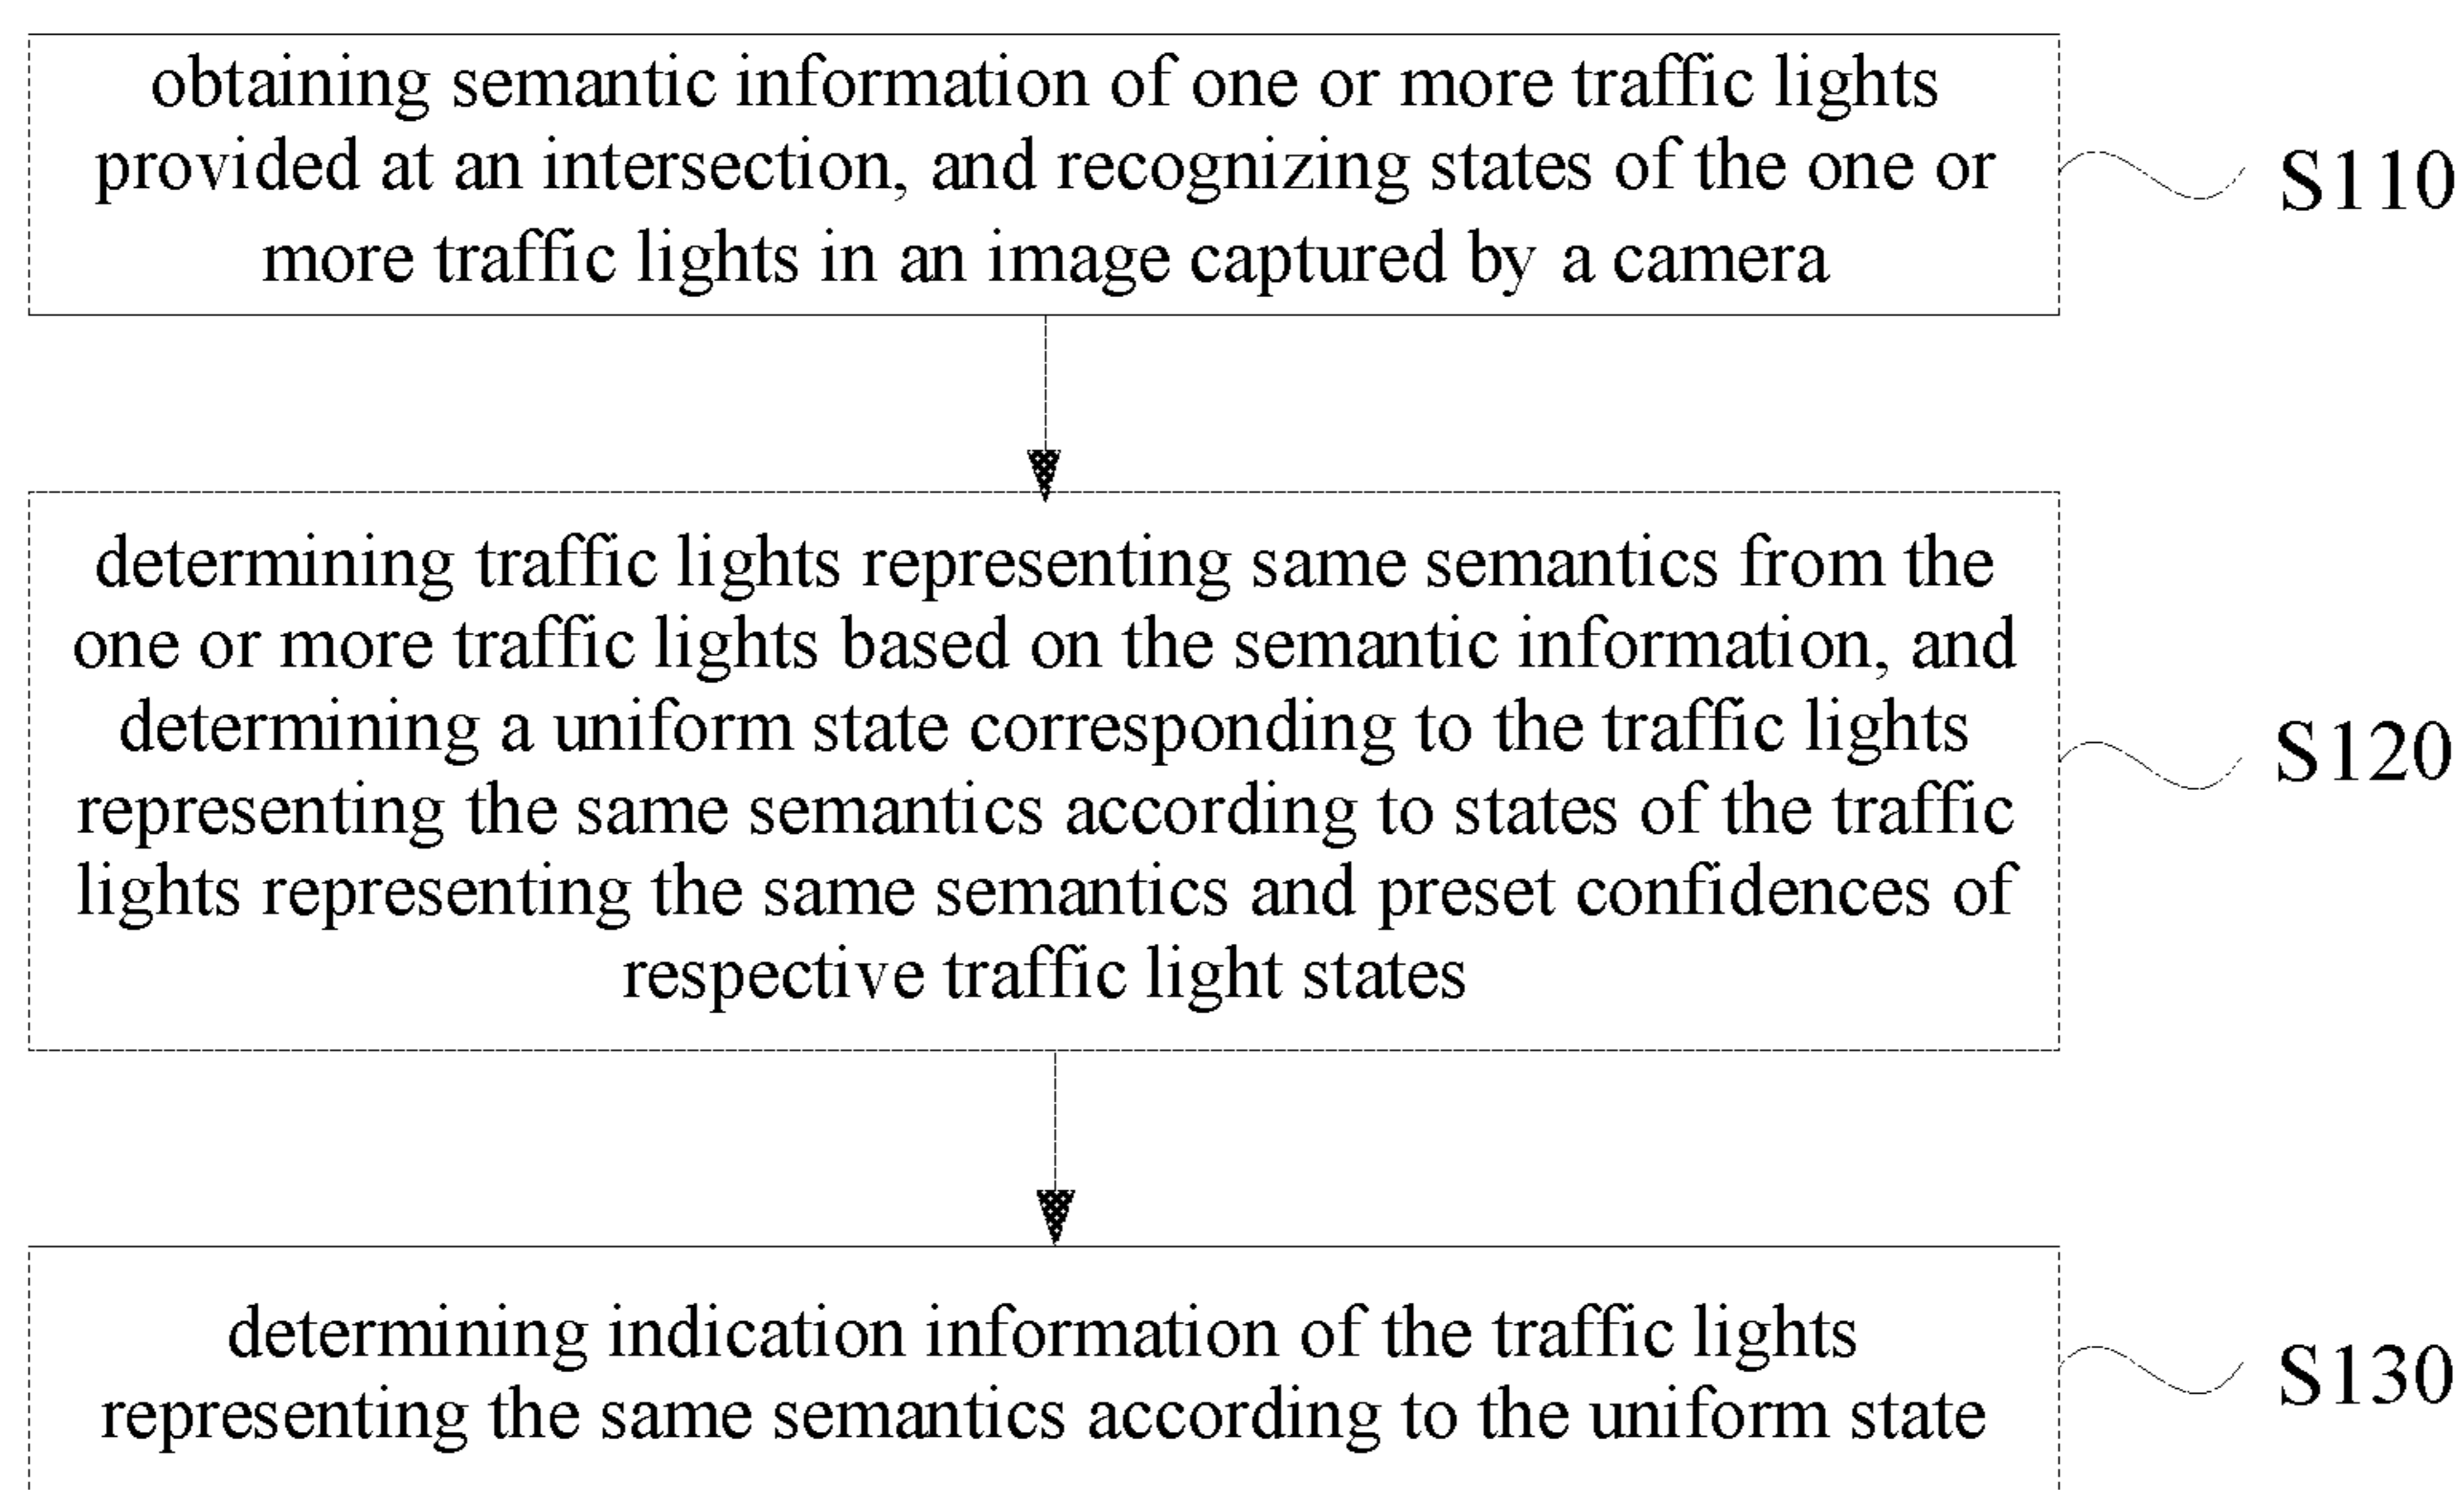 obtaining semantic information of one or more traffic lights
provided at an intersection, and recognizing states of the one or
more traffic lights in an image captured by a camera
S110
determining traffic lights representing same semantics from the
one or more traffic lights based on the semantic information, and
determining a uniform state corresponding to the traffic lights
representing the same semantics according to states of the traffic
lights representing the same semantics and preset confidences of
respective traffic light states
S120
determining indication information of the traffic lights
representing the same semantics according to the uniform state
S130